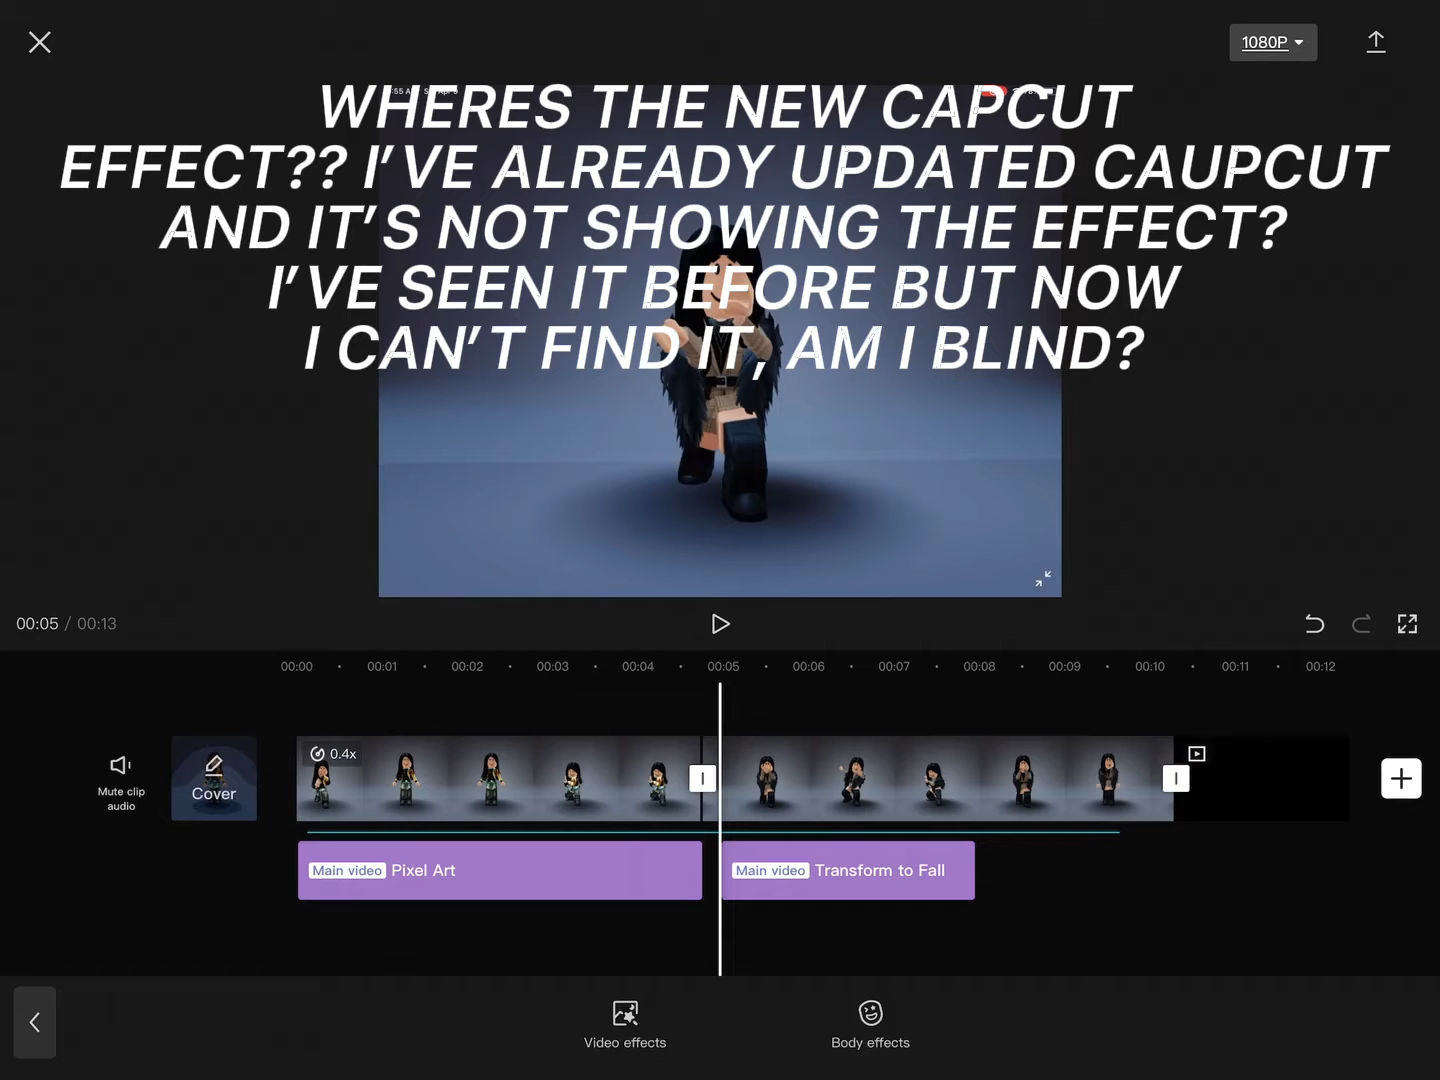 1080P
WHERES THE NEW CAPCUT
EFFECT?? I'VE ALREADY UPDATED CAUPCUT
AND IT'S NOT SHOWING THE EFFECT?
I'VE SEEN IT BEFORE BUT NOW
I CAN'T FIND IT, AM I BLIND?
00:05 / 00:13
00:00 00:01 00:02 00:03 00:04 00:05 00:06 00:07 00:08 00:09 00:10 00:11 00:12
0.4x
Mute clip
audio
Cover
Main video Pixel Art
Main video Transform to Fall
Video effects
Body effects